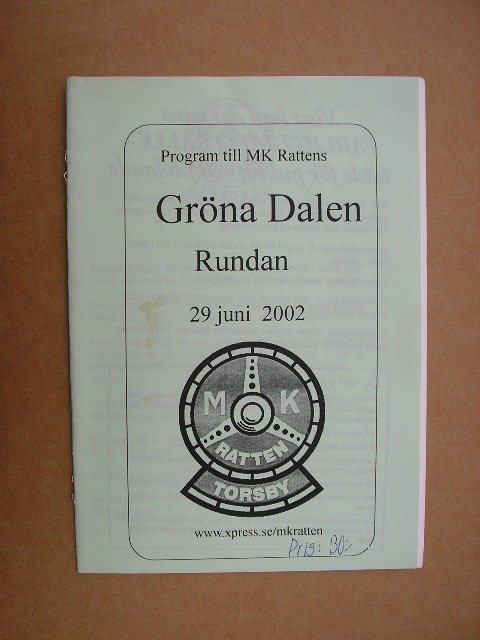 Program till MK Rattens
Gröna Dalen
Rundan
29 juni 2002
M K
RATTEN
TORSBY
www.xpress.se/mkratten
Pris: 30:-